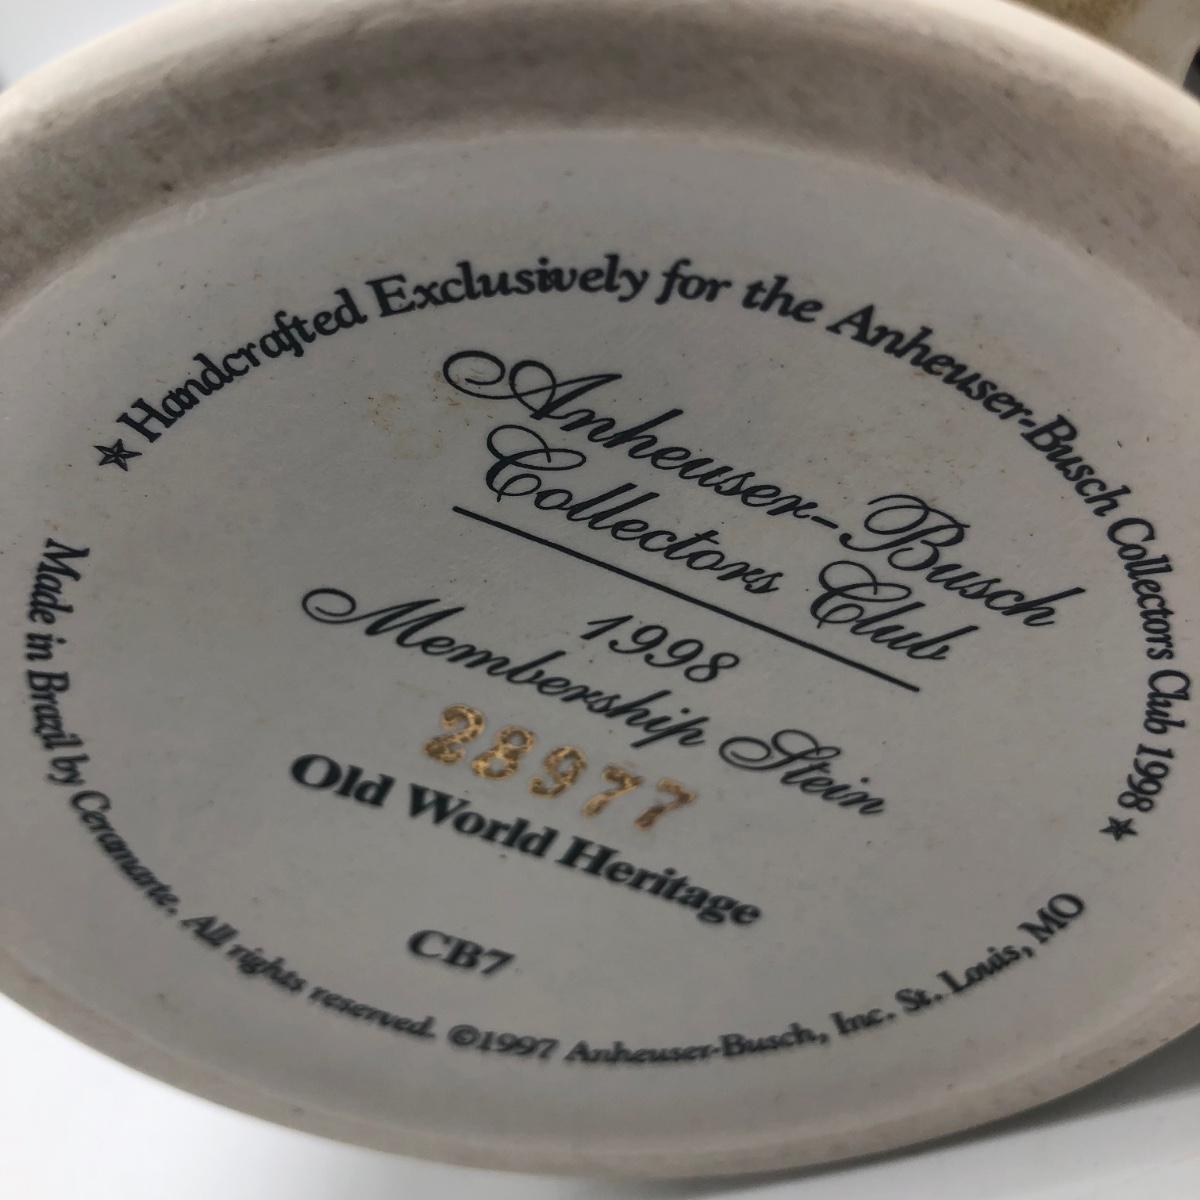 ★ Handcrafted Exclusively for the Anheuser-Busch Collectors Club 1998 ★
Anheuser-Busch
Collectors Club
1998
Membership Stein
28977
Old World Heritage
CB7
Made in Brazil by Ceramarte. All rights reserved. ©1997 Anheuser-Busch, Inc. St. Louis, MO